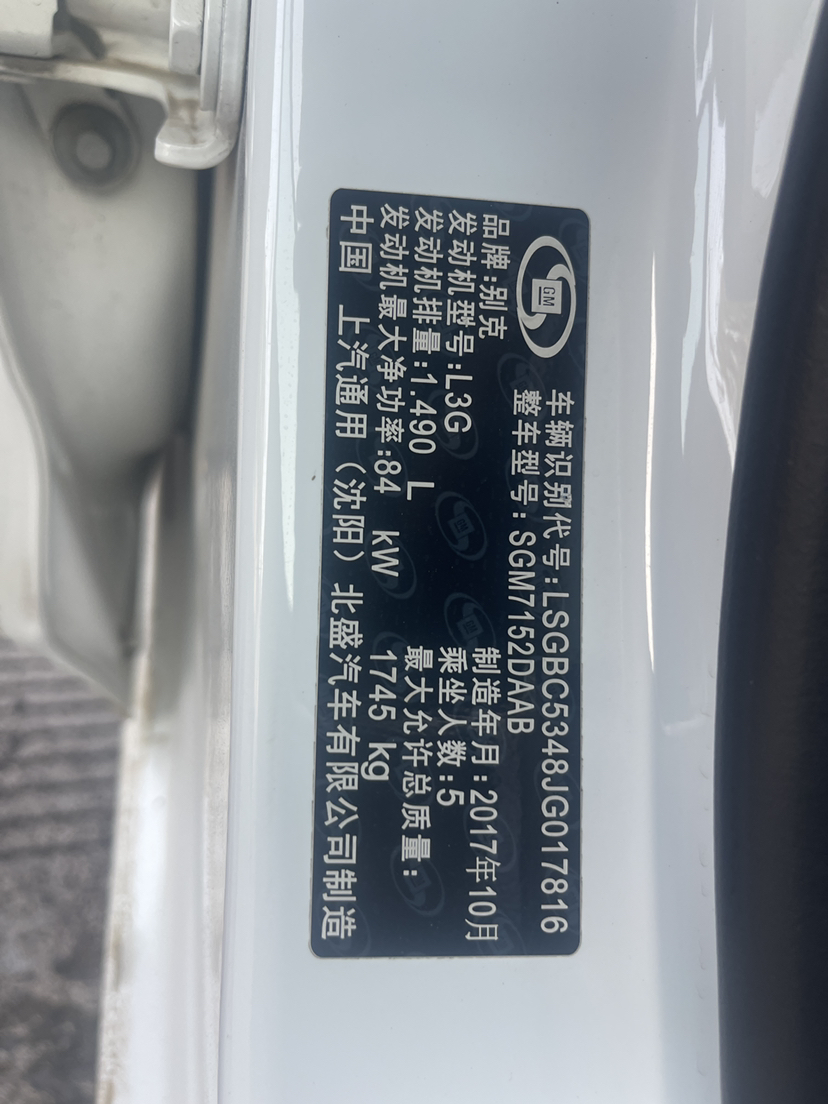 GM
车辆识别代号:LSGBC5348JG017816
整车型号:SGM7152DAAB
品牌:别克 制造年月:2017年10月
发动机型号:L3G 乘坐人数:5
发动机排量:1.490 L 最大允许总质量:
发动机最大净功率:84 kW 1745 kg
中国 上汽通用（沈阳）北盛汽车有限公司制造